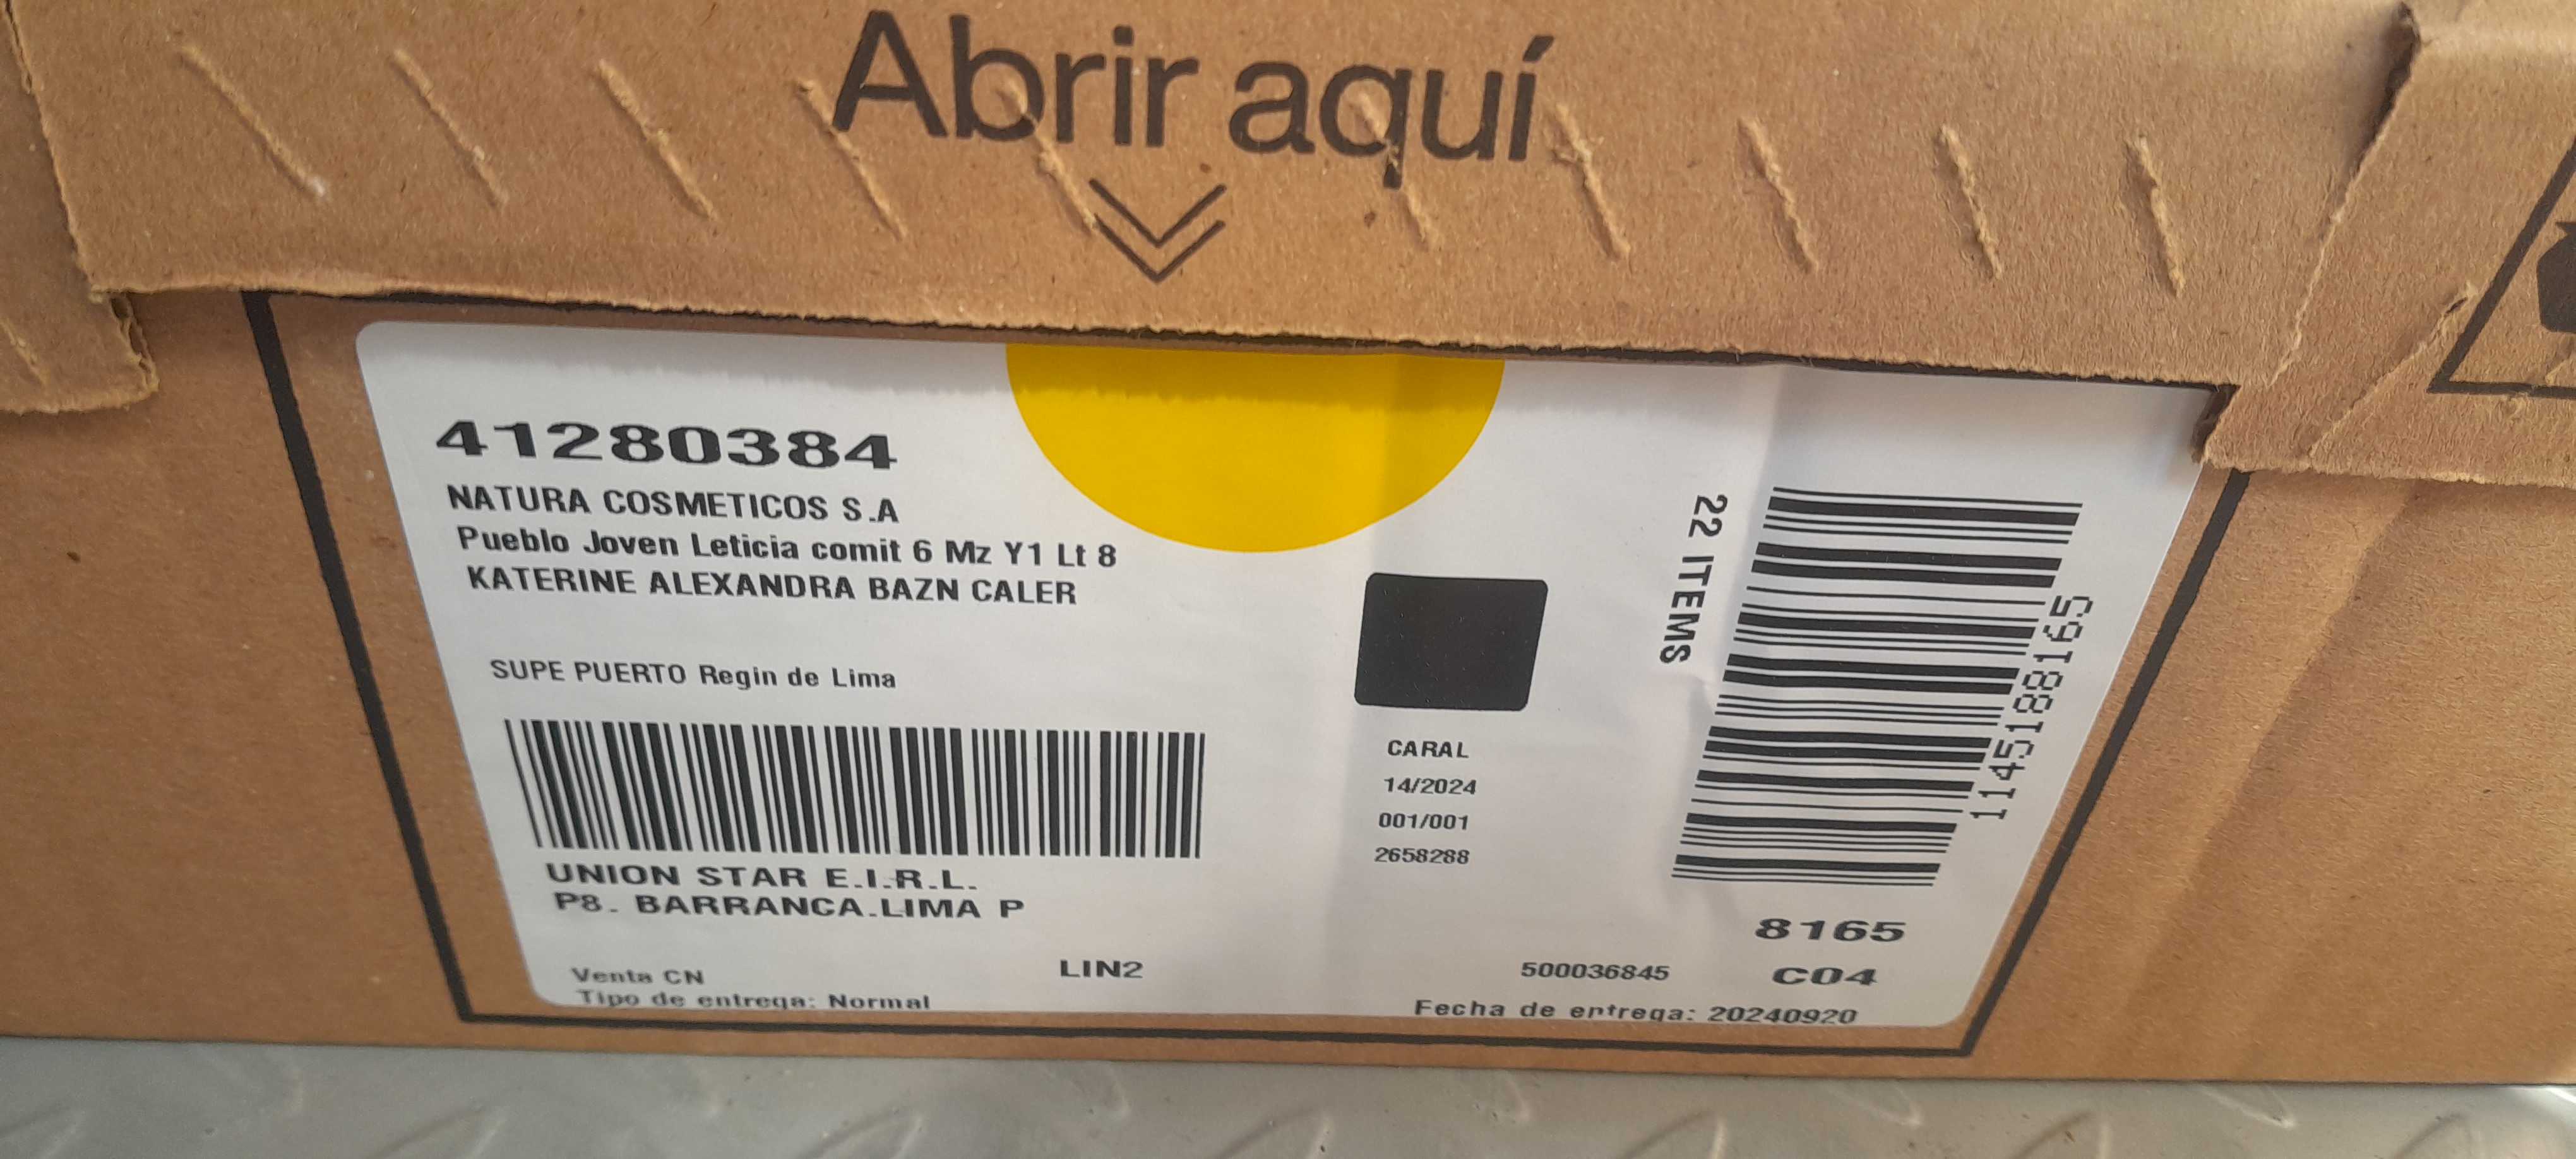 Abrir aquí
41280384
NATURA COSMETICOS S.A
Pueblo Joven Leticia comit 6 Mz Y1 Lt 8
KATERINE ALEXANDRA BAZN CALER
SUPE PUERTO Regin de Lima
UNION STAR E.I.R.L.
P8. BARRANCA.LIMA P
Venta CN
Tipo de entrega: Normal
LIN2
CARAL
14/2024
001/001
2658288
22 ITEMS
11451888165
8165
500036845
C04
Fecha de entrega: 20240920